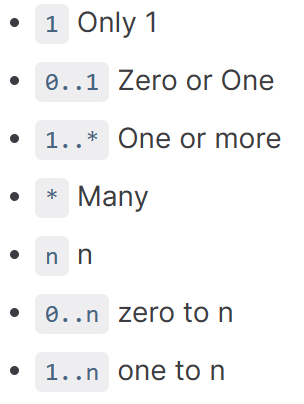 • 1 Only 1
• 0..1 Zero or One
• 1..* One or more
• * Many
• n n
• 0..n zero to n
• 1..n one to n